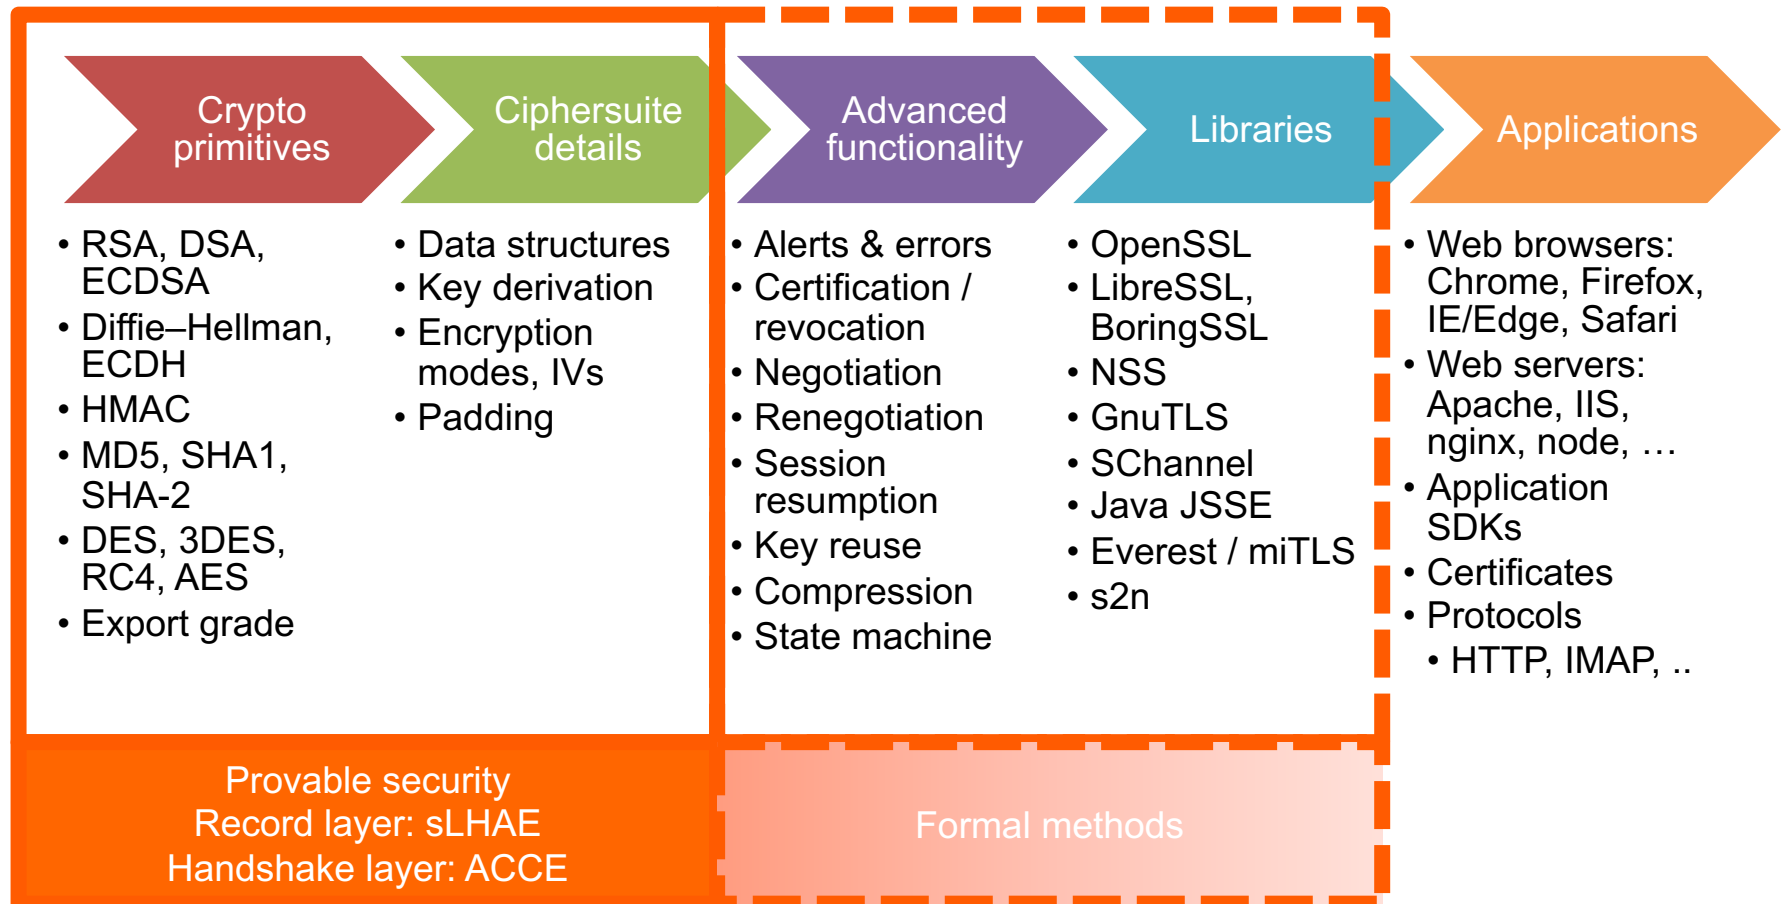 Crypto
primitives
Ciphersuite
details
Advanced
functionality
Libraries
Applications
• RSA, DSA,
ECDSA
• Diffie–Hellman,
ECDH
• HMAC
• MD5, SHA1,
SHA-2
• DES, 3DES,
RC4, AES
• Export grade
• Data structures
• Key derivation
• Encryption
modes, IVs
• Padding
• Alerts & errors
• Certification /
revocation
• Negotiation
• Renegotiation
• Session
resumption
• Key reuse
• Compression
• State machine
• OpenSSL
• LibreSSL,
BoringSSL
• NSS
• GnuTLS
• SChannel
• Java JSSE
• Everest / miTLS
• s2n
• Web browsers:
Chrome, Firefox,
IE/Edge, Safari
• Web servers:
Apache, IIS,
nginx, node, …
• Application
SDKs
• Certificates
• Protocols
• HTTP, IMAP, ..
Provable security
Record layer: sLHAE
Handshake layer: ACCE
Formal methods